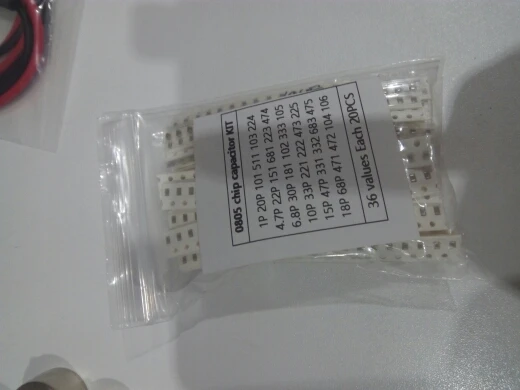 0805 chip capacitor KIT
1P 20P 101 511 103 224
4.7P 22P 151 681 223 474
6.8P 30P 181 102 333 105
10P 33P 221 222 473 225
15P 47P 331 332 683 475
18P 68P 471 472 104 106
36 values Each 20PCS